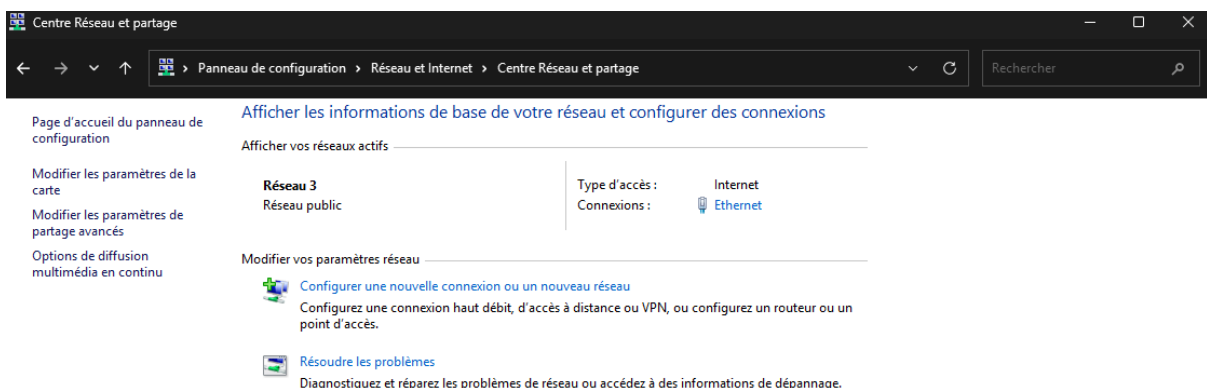 Centre Réseau et partage
Panneau de configuration > Réseau et Internet > Centre Réseau et partage
Rechercher
Page d'accueil du panneau de
configuration
Modifier les paramètres de la
carte
Modifier les paramètres de
partage avancés
Options de diffusion
multimédia en continu
Afficher les informations de base de votre réseau et configurer des connexions
Afficher vos réseaux actifs
Réseau 3
Réseau public
Type d'accès : Internet
Connexions : Ethernet
Modifier vos paramètres réseau
Configurer une nouvelle connexion ou un nouveau réseau
Configurez une connexion haut débit, d'accès à distance ou VPN, ou configurez un routeur ou un
point d'accès.
Résoudre les problèmes
Diagnostiquez et réparez les problèmes de réseau ou accédez à des informations de dépannage.